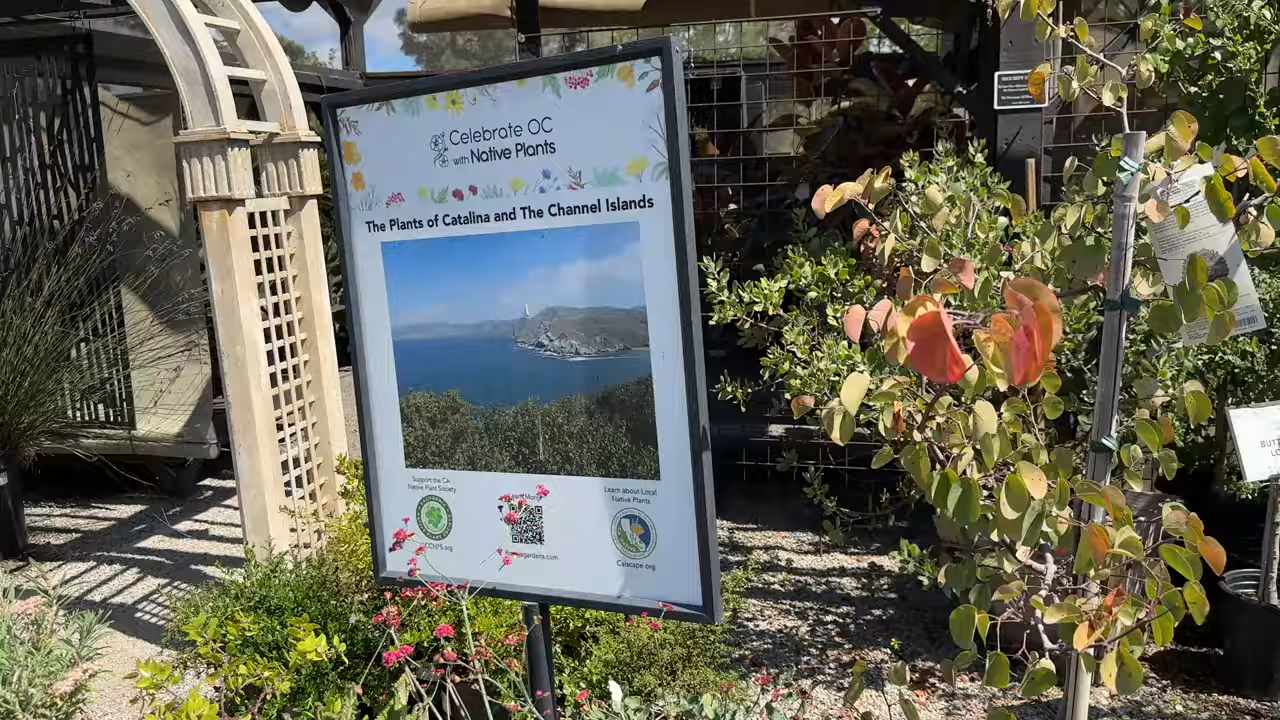 Celebrate OC
with Native Plants
The Plants of Catalina and The Channel Islands
Support the CA
Native Plant Society
Learn about Local
Native Plants
Calscape.org